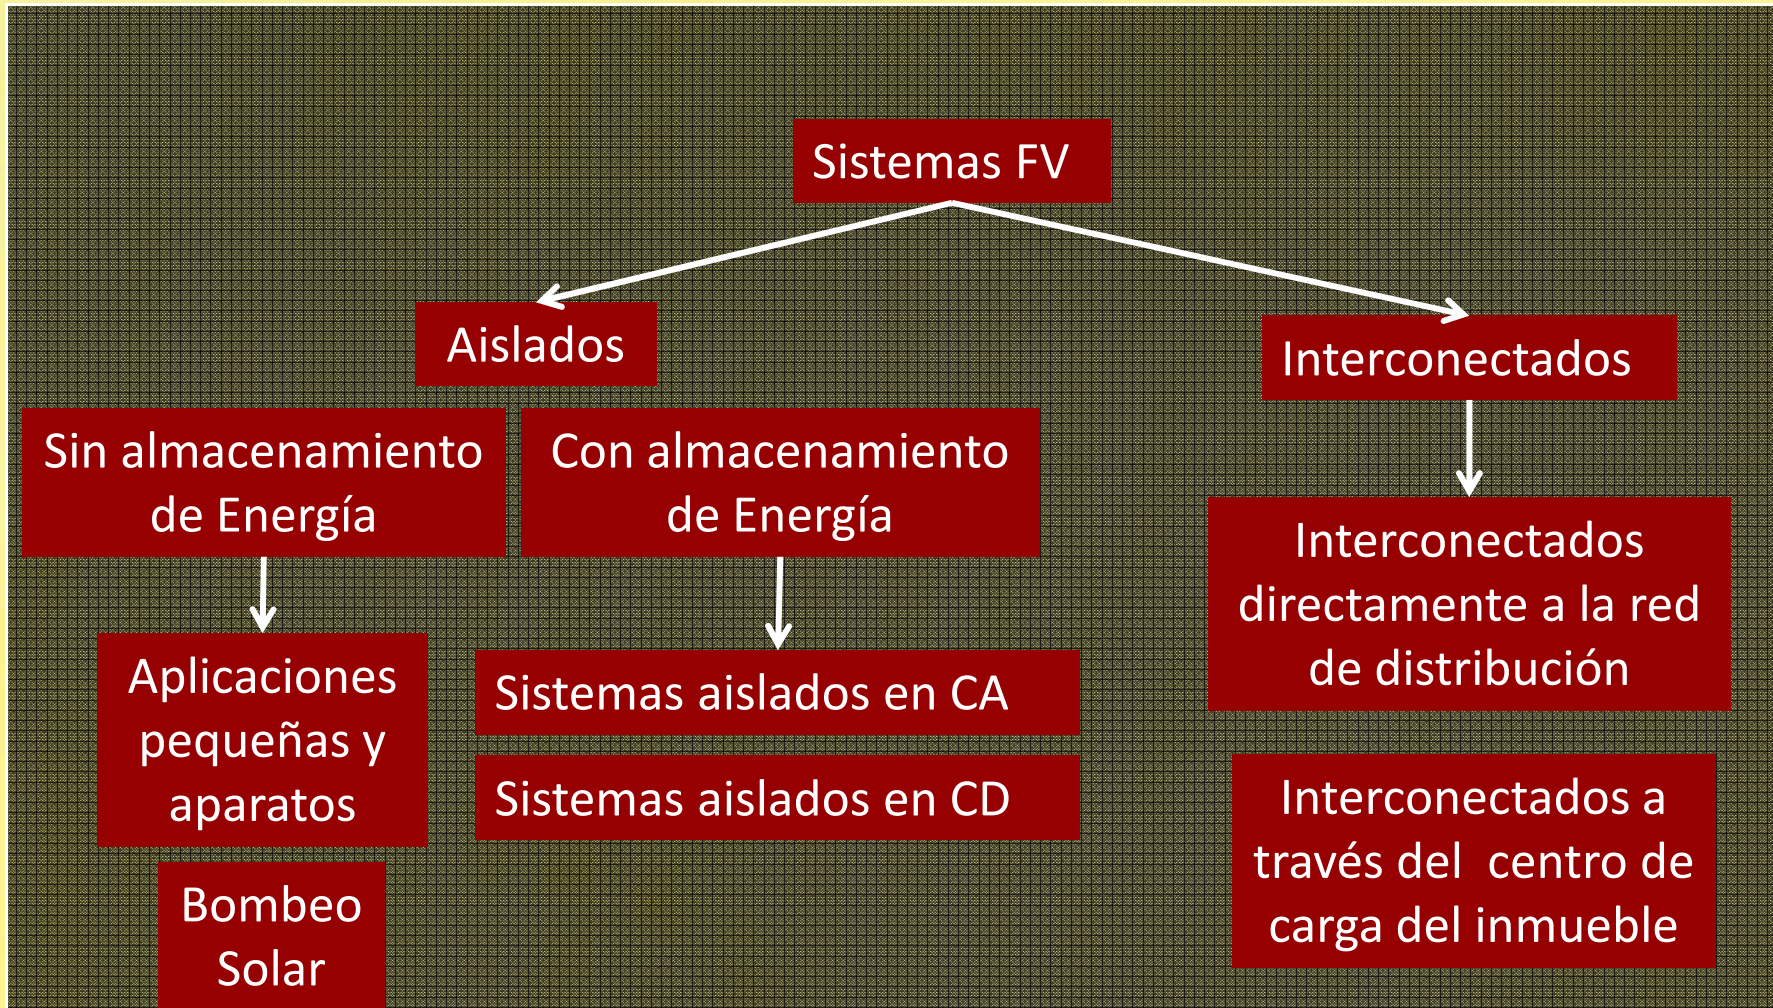 Sistemas FV
Aislados
Interconectados
Sin almacenamiento
de Energía
Con almacenamiento
de Energía
Interconectados
directamente a la red
de distribución
Aplicaciones
pequeñas y
aparatos
Sistemas aislados en CA
Sistemas aislados en CD
Interconectados a
través del centro de
carga del inmueble
Bombeo
Solar